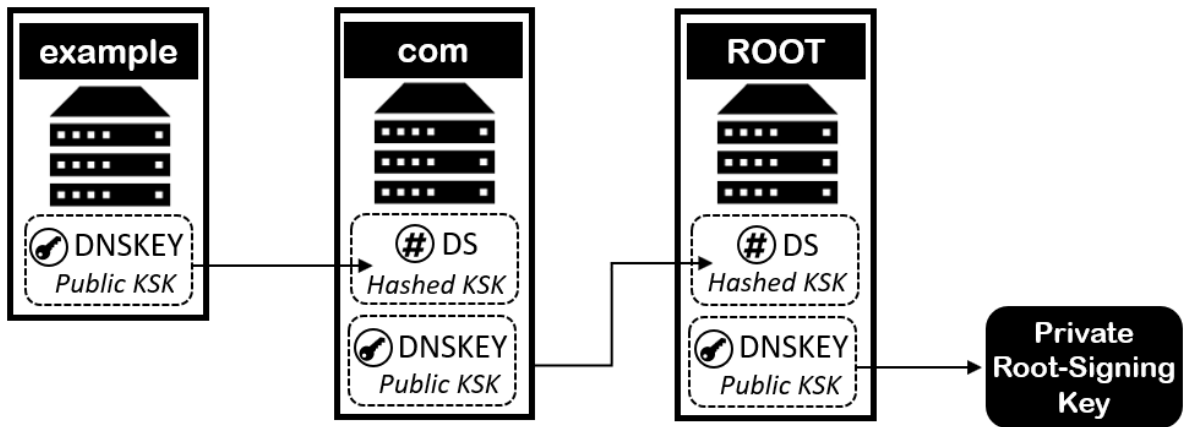 example
DNSKEY
Public KSK
com
# DS
Hashed KSK
DNSKEY
Public KSK
ROOT
# DS
Hashed KSK
DNSKEY
Public KSK
Private
Root-Signing
Key